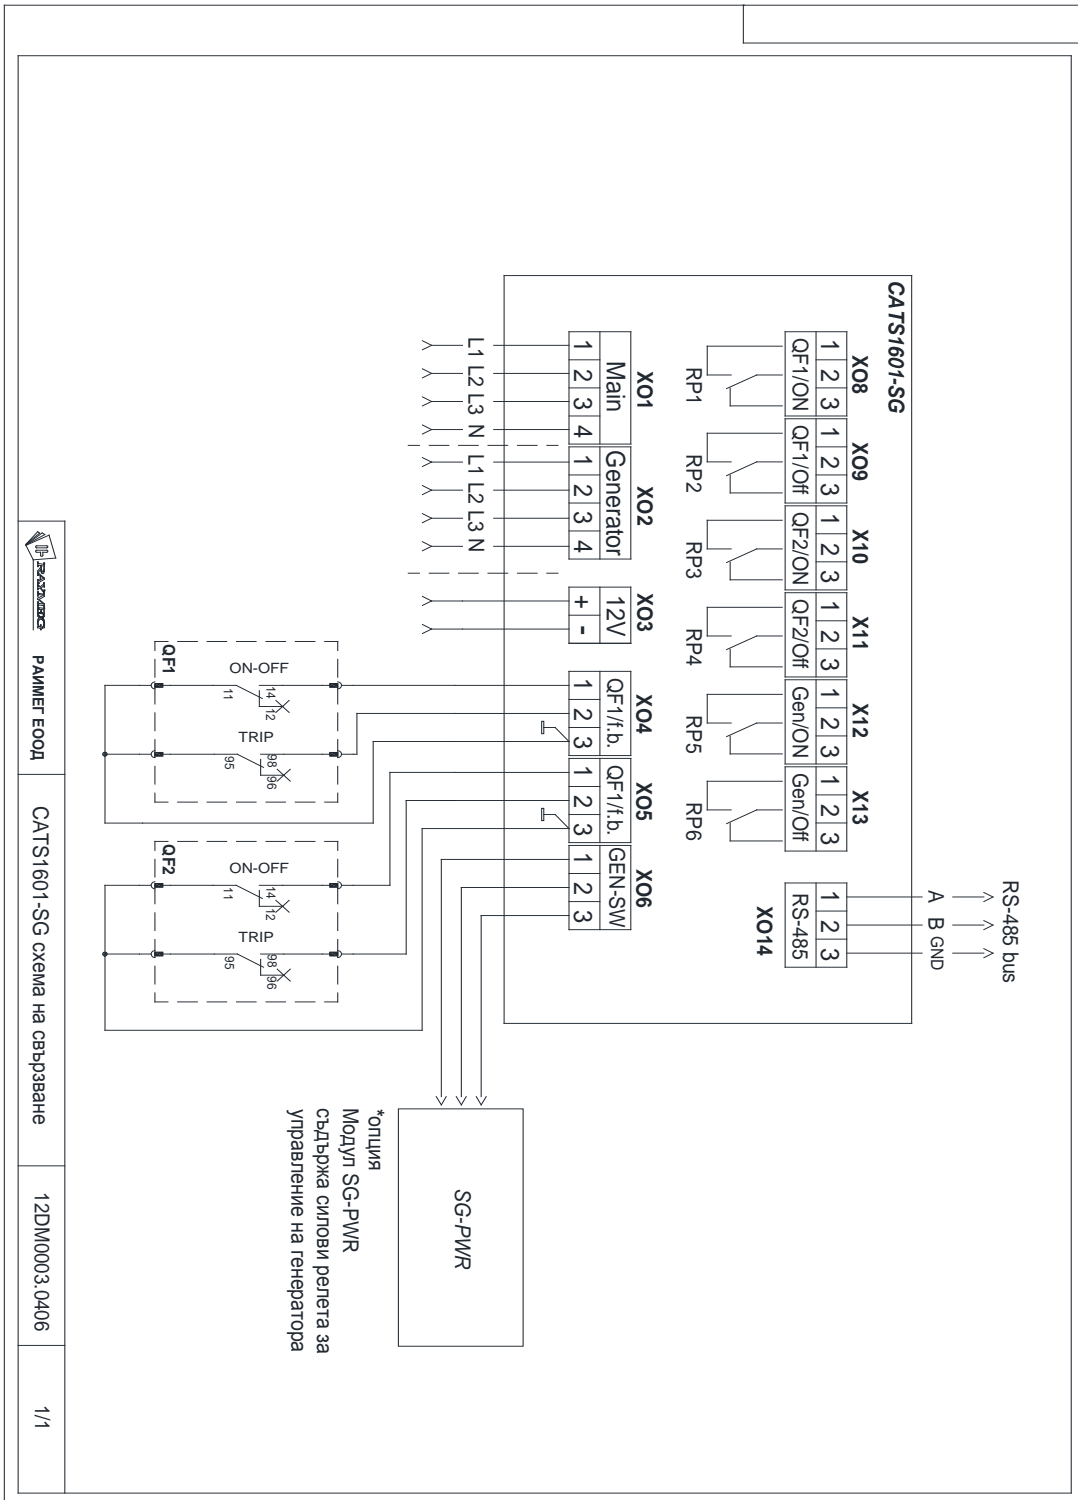 CATS1601-SG
XO8
1 2 3
QF1/ON
RP1
XO9
1 2 3
QF1/Off
RP2
X10
1 2 3
QF2/ON
RP3
X11
1 2 3
QF2/Off
RP4
X12
1 2 3
Gen/ON
RP5
X13
1 2 3
Gen/Off
RP6
RS-485 bus
A B GND
1 2 3
RS-485
XO14
XO1
Main
1 2 3 4
L1 L2 L3 N
XO2
Generator
1 2 3 4
L1 L2 L3 N
XO3
12V
+ -
XO4
QF1/f.b.
1 2 3
XO5
QF1/f.b.
1 2 3
XO6
GEN-SW
1 2 3
QF1
ON-OFF
14
12
11
TRIP
98
96
95
QF2
ON-OFF
14
12
11
TRIP
98
96
95
SG-PWR
*опция
Модул SG-PWR
съдържа силови релета за
управление на генератора
RAYMEG
РАИМЕГ ЕООД
CATS1601-SG схема на свързване
12DM0003.0406
1/1